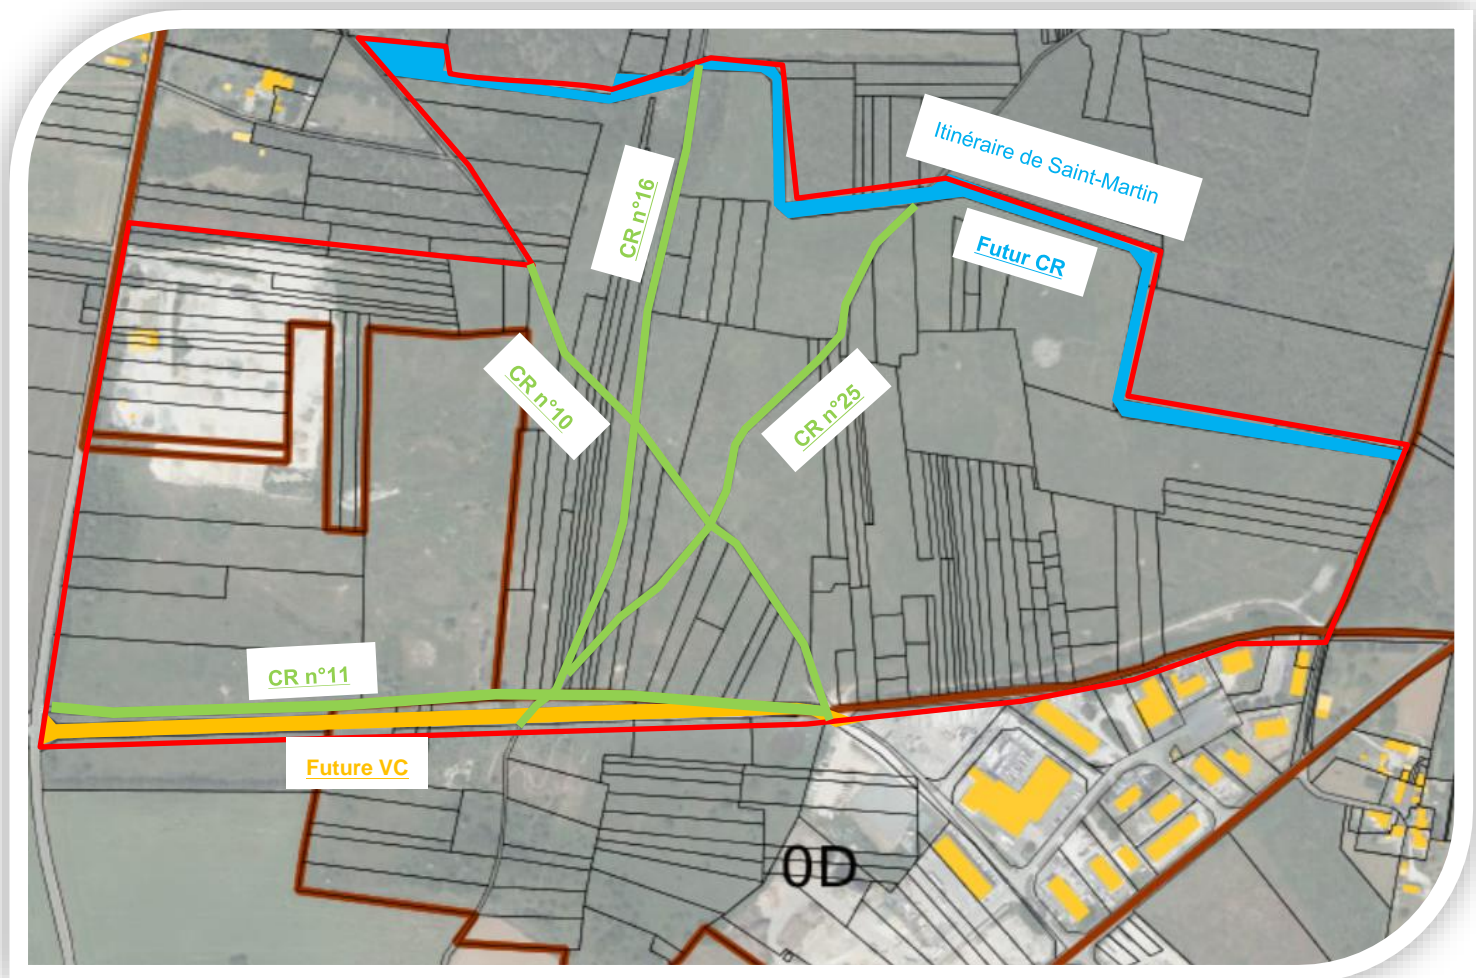 Itinéraire de Saint-Martin
CR n°16
Futur CR
CR n°10
CR n°25
CR n°11
Future VC
0D